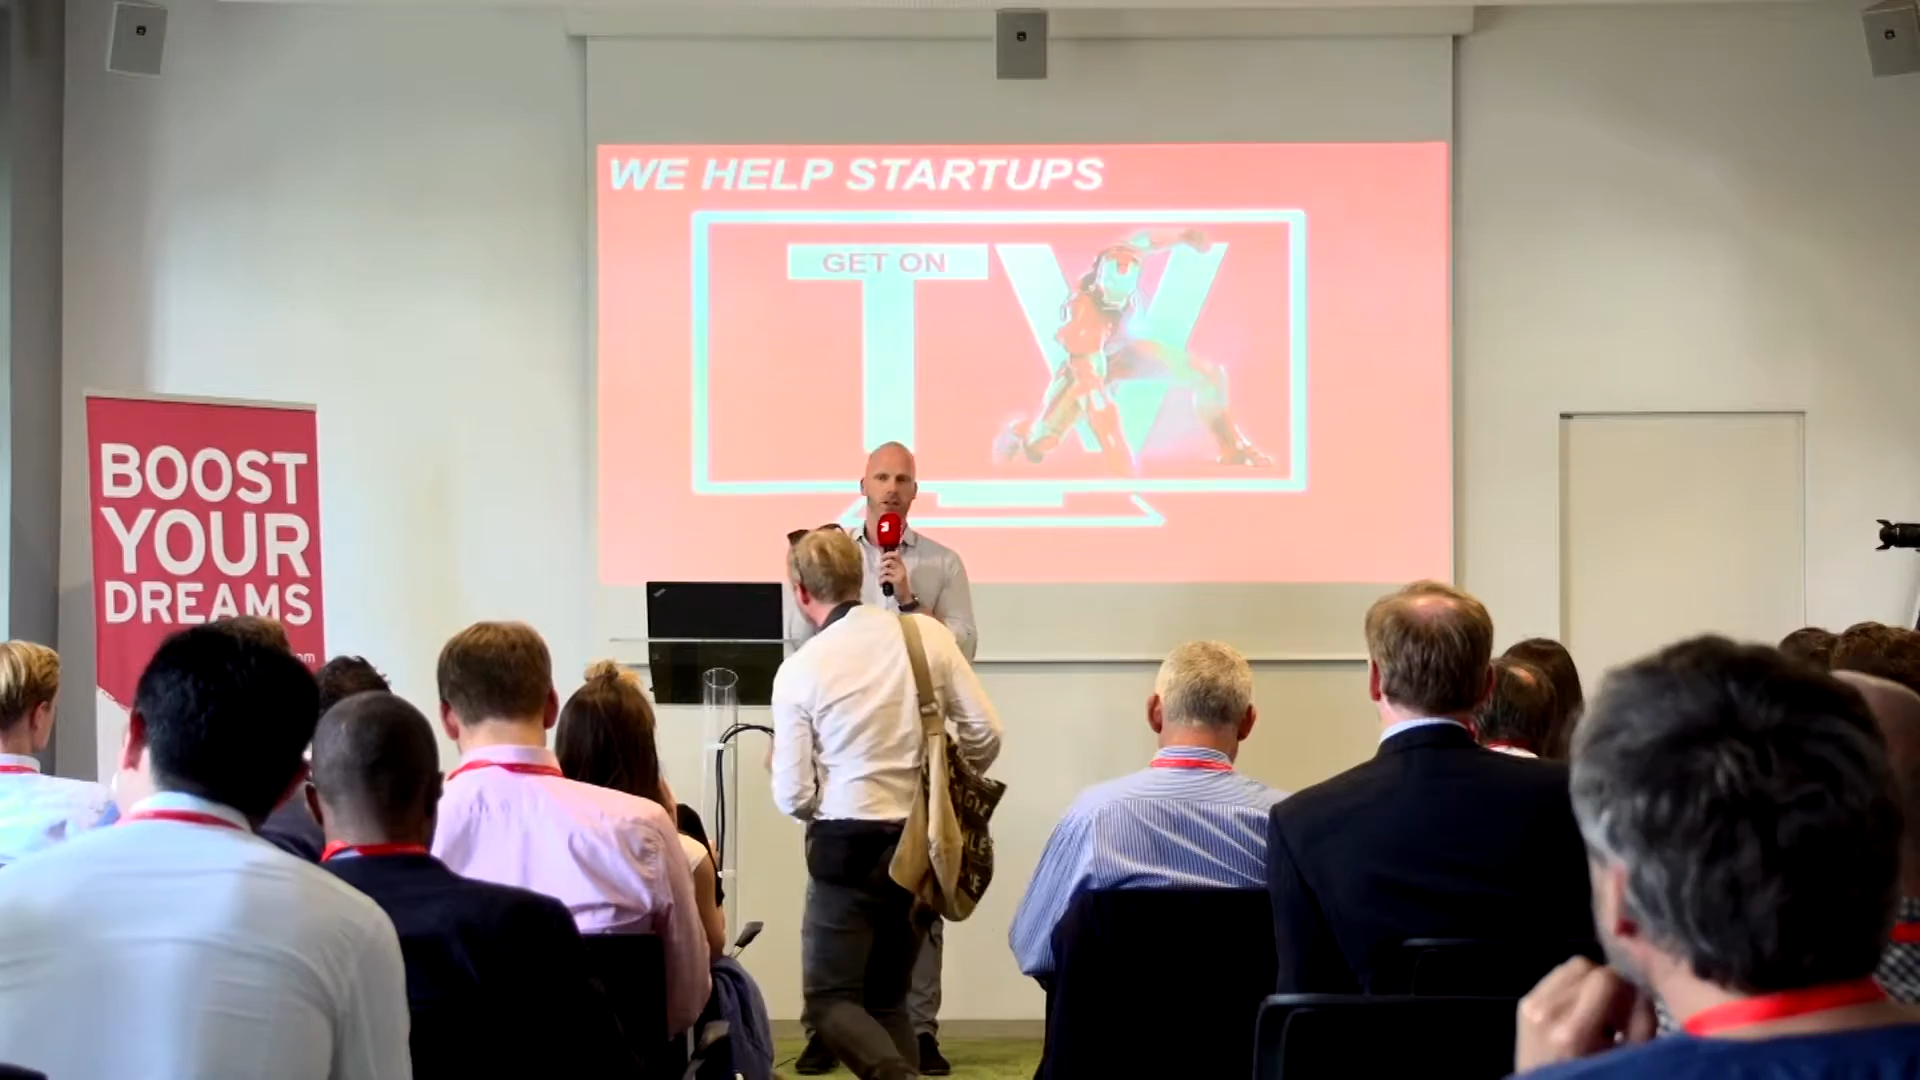 WE HELP STARTUPS
GET ON
TV
BOOST
YOUR
DREAMS